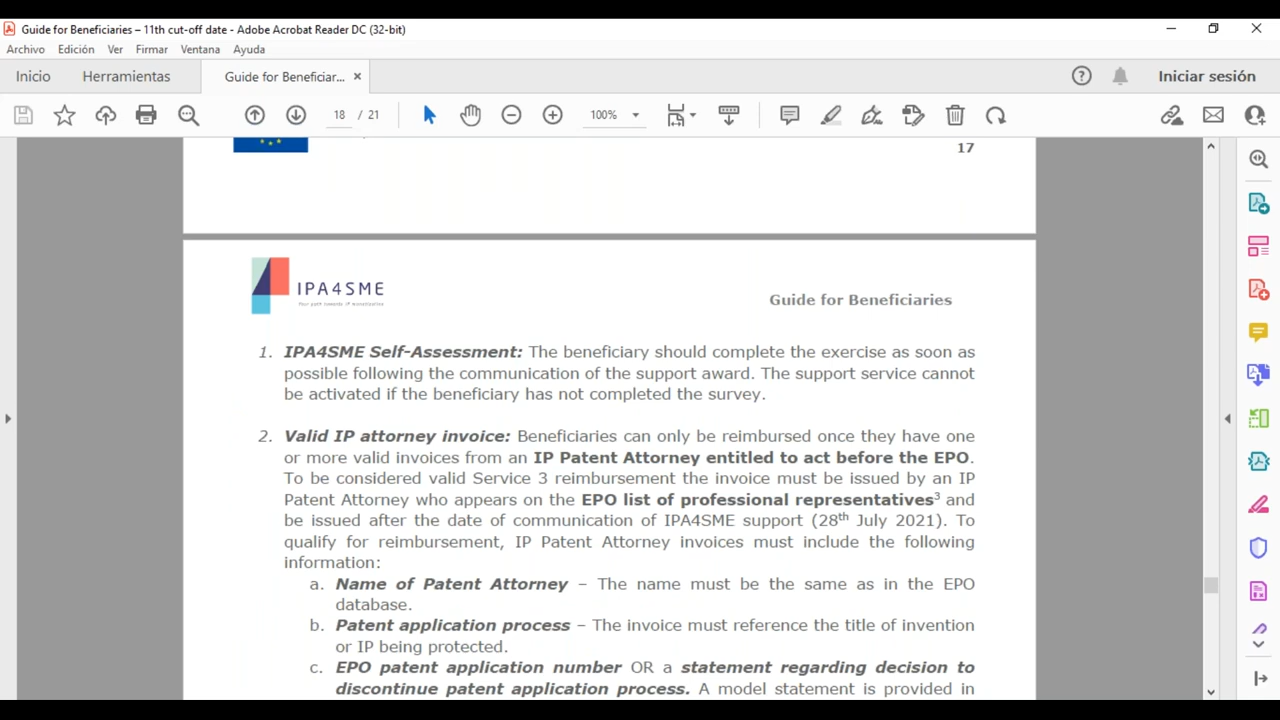 Guide for Beneficiaries – 11th cut-off date - Adobe Acrobat Reader DC (32-bit)
Archivo Edición Ver Firmar Ventana Ayuda
Inicio Herramientas Guide for Beneficiar... × Iniciar sesión
18 / 21 100%
17
IPA4SME
Your path towards IP monetization
Guide for Beneficiaries
1. IPA4SME Self-Assessment: The beneficiary should complete the exercise as soon as
possible following the communication of the support award. The support service cannot
be activated if the beneficiary has not completed the survey.
2. Valid IP attorney invoice: Beneficiaries can only be reimbursed once they have one
or more valid invoices from an IP Patent Attorney entitled to act before the EPO.
To be considered valid Service 3 reimbursement the invoice must be issued by an IP
Patent Attorney who appears on the EPO list of professional representatives³ and
be issued after the date of communication of IPA4SME support (28th July 2021). To
qualify for reimbursement, IP Patent Attorney invoices must include the following
information:
a. Name of Patent Attorney – The name must be the same as in the EPO
database.
b. Patent application process – The invoice must reference the title of invention
or IP being protected.
c. EPO patent application number OR a statement regarding decision to
discontinue patent application process. A model statement is provided in